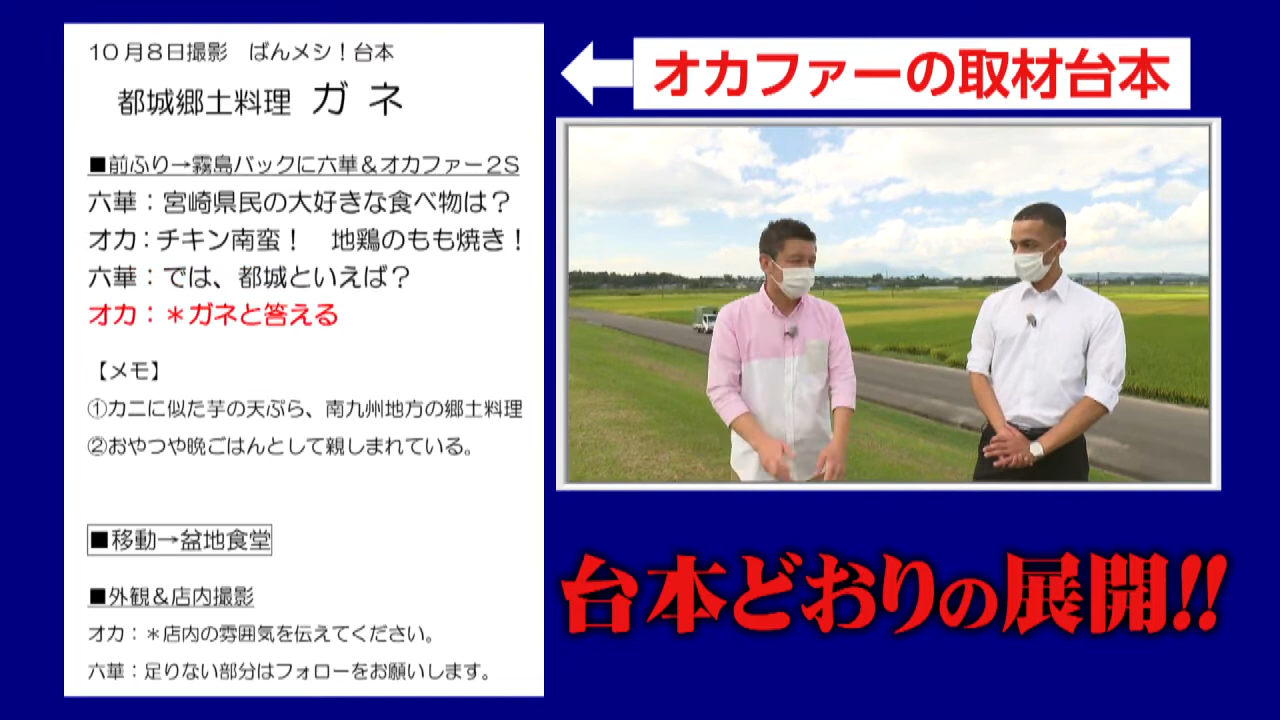 10月8日撮影 ばんメシ！台本
都城郷土料理 ガネ
■前ふり→霧島バックに六華＆オカファー２S
六華：宮崎県民の大好きな食べ物は？
オカ：チキン南蛮！ 地鶏のもも焼き！
六華：では、都城といえば？
オカ：＊ガネと答える
【メモ】
①カニに似た芋の天ぷら、南九州地方の郷土料理
②おやつや晩ごはんとして親しまれている。
■移動→盆地食堂
■外観＆店内撮影
オカ：＊店内の雰囲気を伝えてください。
六華：足りない部分はフォローをお願いします。
オカファーの取材台本
台本どおりの展開!!